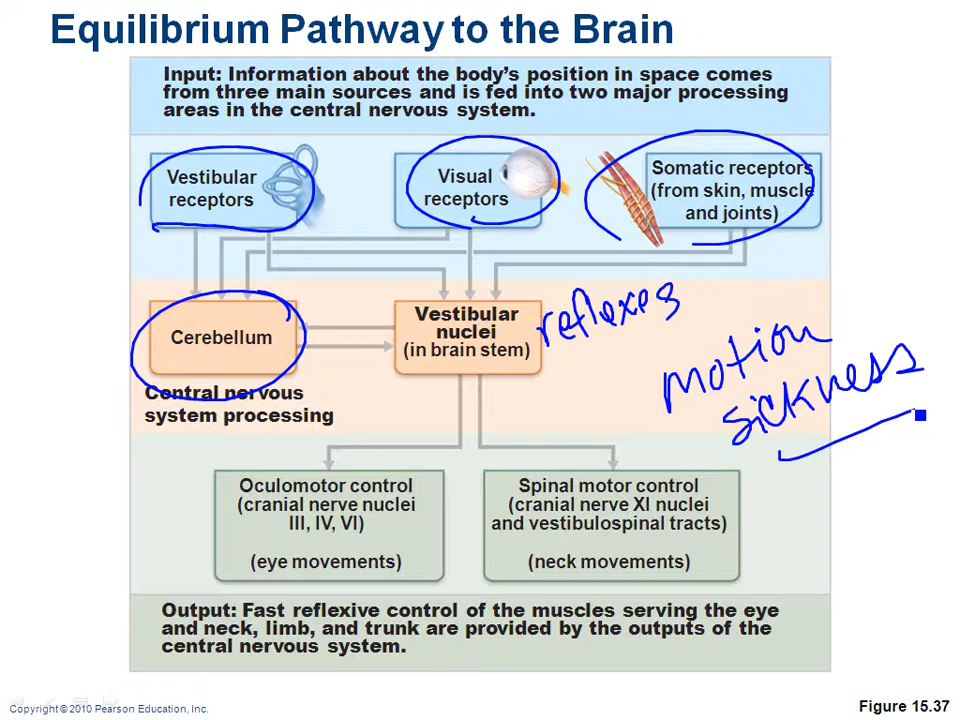 Equilibrium Pathway to the Brain
Input: Information about the body's position in space comes
from three main sources and is fed into two major processing
areas in the central nervous system.
Vestibular
receptors
Visual
receptors
Somatic receptors
(from skin, muscle
and joints)
Cerebellum
Vestibular
nuclei
(in brain stem)
reflexes
motion
sickness
Central nervous
system processing
Oculomotor control
(cranial nerve nuclei
III, IV, VI)
(eye movements)
Spinal motor control
(cranial nerve XI nuclei
and vestibulospinal tracts)
(neck movements)
Output: Fast reflexive control of the muscles serving the eye
and neck, limb, and trunk are provided by the outputs of the
central nervous system.
Copyright © 2010 Pearson Education, Inc.
Figure 15.37